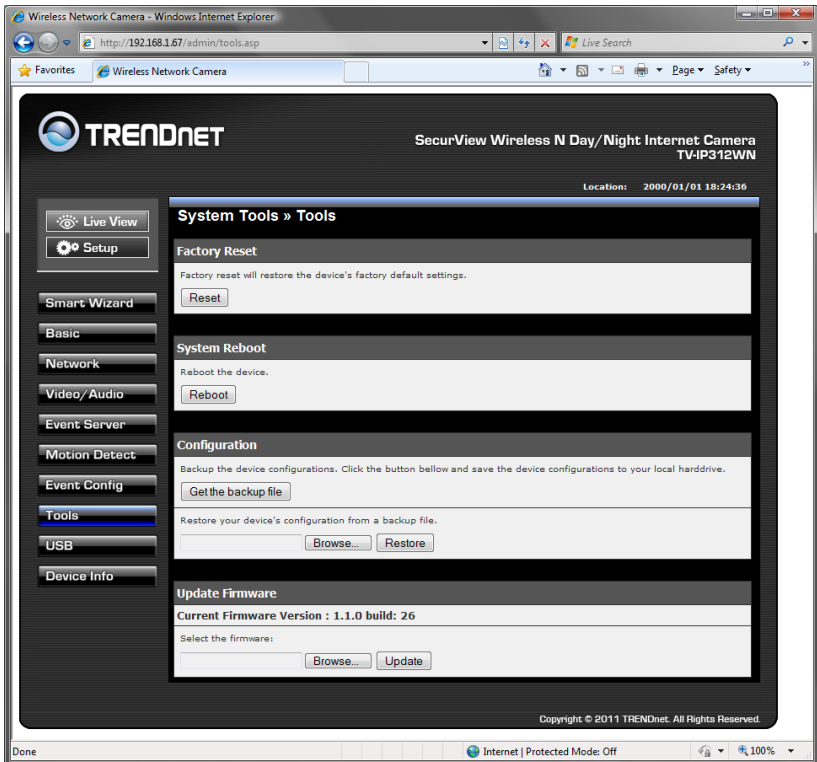 Wireless Network Camera - Windows Internet Explorer
http://192.168.1.67/admin/tools.asp
Live Search
Favorites
Wireless Network Camera
Page
Safety
TRENDNET
SecurView Wireless N Day/Night Internet Camera
TV-IP312WN
Location: 2000/01/01 18:24:36
Live View
Setup
Smart Wizard
Basic
Network
Video/Audio
Event Server
Motion Detect
Event Config
Tools
USB
Device Info
System Tools » Tools
Factory Reset
Factory reset will restore the device's factory default settings.
Reset
System Reboot
Reboot the device.
Reboot
Configuration
Backup the device configurations. Click the button bellow and save the device configurations to your local harddrive.
Get the backup file
Restore your device's configuration from a backup file.
Browse... Restore
Update Firmware
Current Firmware Version : 1.1.0 build: 26
Select the firmware:
Browse... Update
Copyright © 2011 TRENDnet. All Rights Reserved.
Done
Internet | Protected Mode: Off
100%